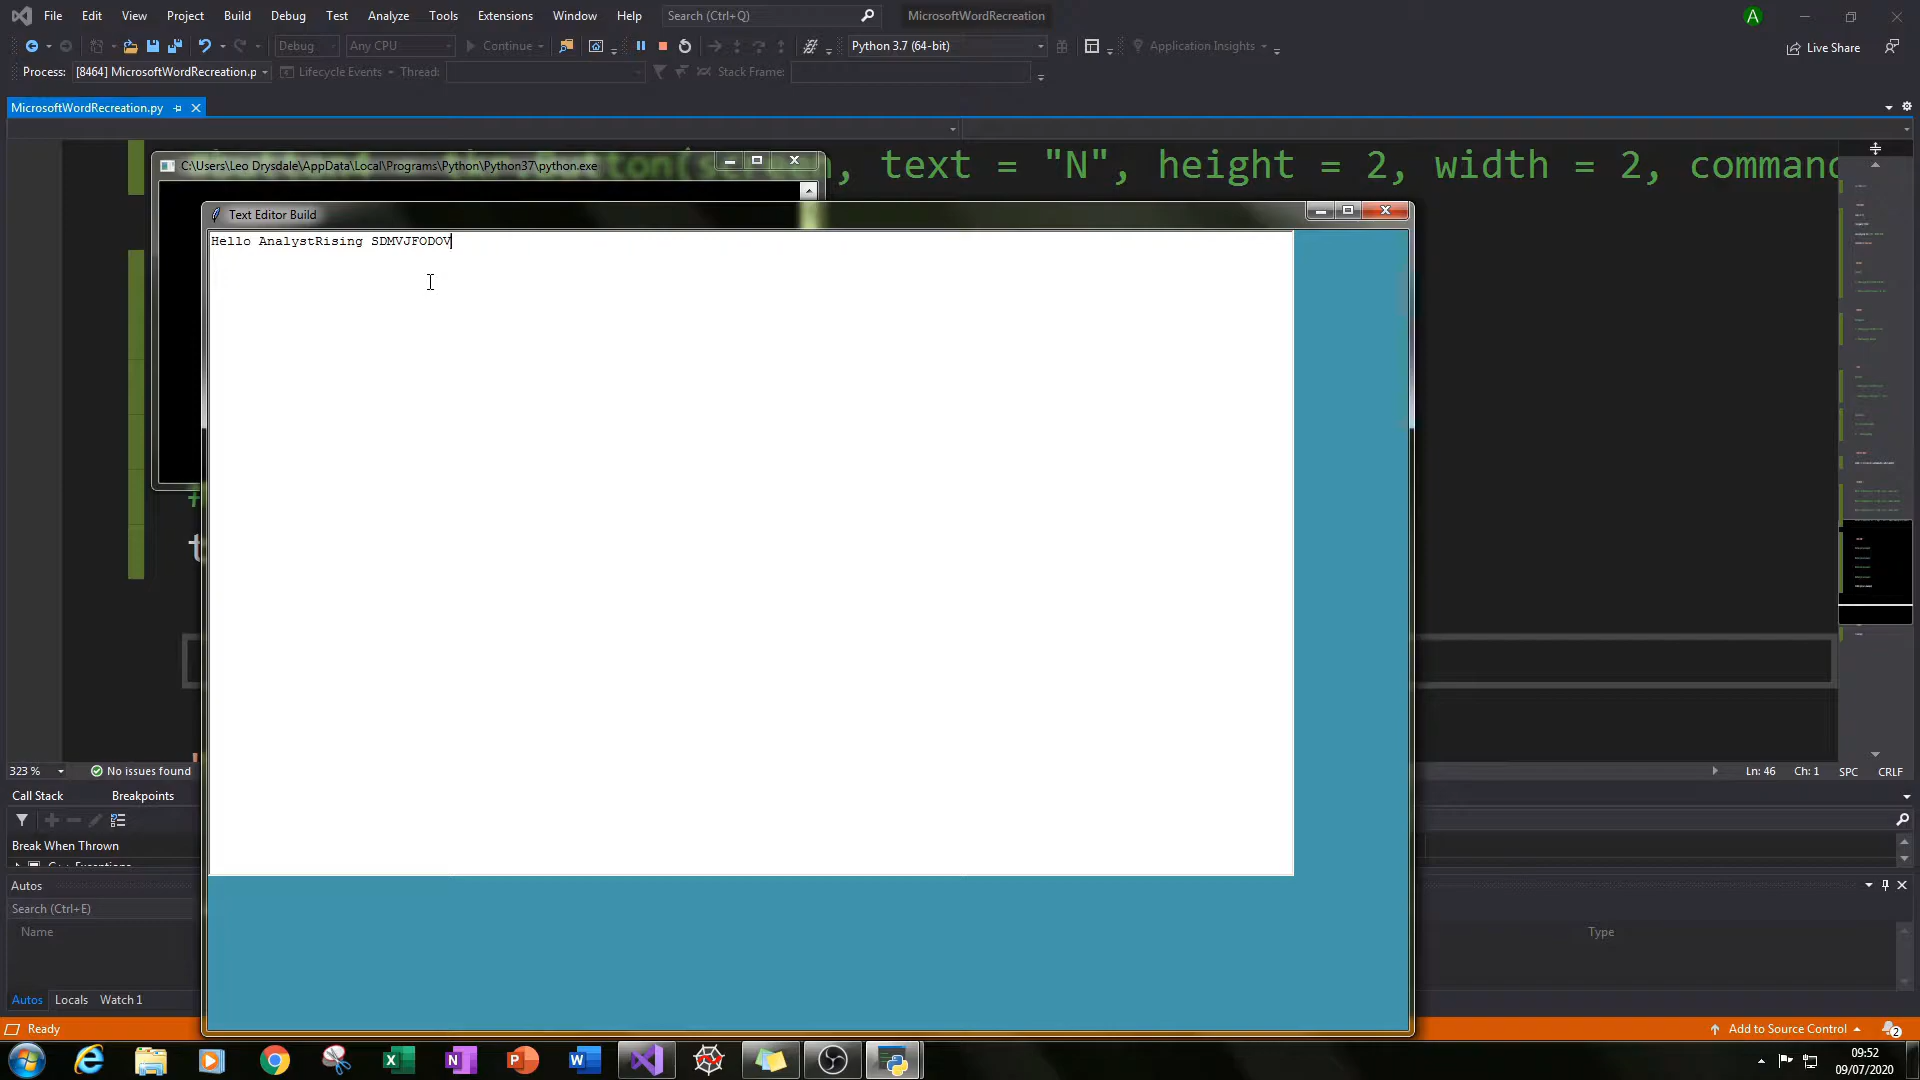 File Edit View Project Build Debug Test Analyze Tools Extensions Window Help Search (Ctrl+Q) MicrosoftWordRecreation A
Debug Any CPU Continue Python 3.7 (64-bit) Application Insights Live Share
Process: [8464] MicrosoftWordRecreation.p Lifecycle Events Thread: Stack Frame:
MicrosoftWordRecreation.py
C:\Users\Leo Drysdale\AppData\Local\Programs\Python\Python37\python.exe
, text = "N", height = 2, width = 2, command
Text Editor Build
Hello AnalystRising SDMVJFODOV
+
t
323 % No issues found Ln: 46 Ch: 1 SPC CRLF
Call Stack Breakpoints
Break When Thrown
C++ Exceptions
Autos
Search (Ctrl+E)
Name Type
Autos Locals Watch 1
Ready Add to Source Control 2
09:52
09/07/2020